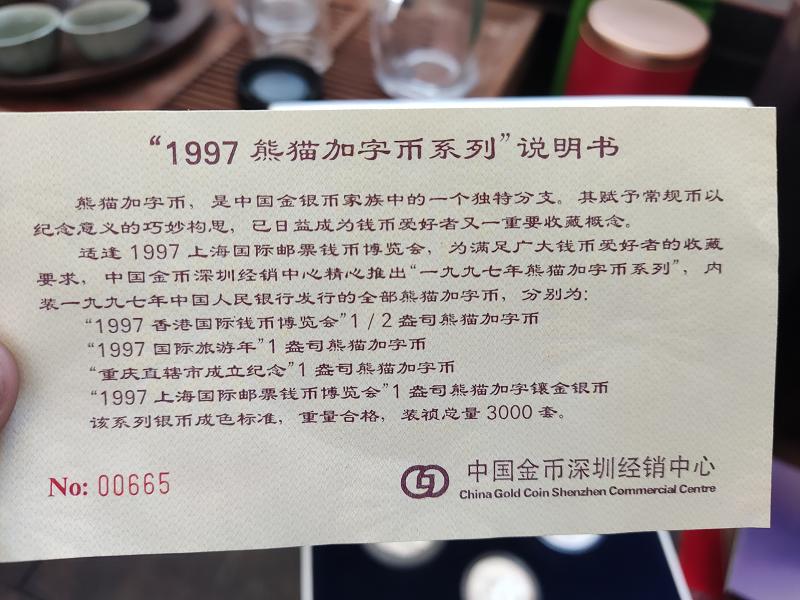 “1997 熊猫加字币系列”说明书
熊猫加字币，是中国金银币家族中的一个独特分支。其赋予常规币以
纪念意义的巧妙构思，已日益成为钱币爱好者又一重要收藏概念。
适逢 1997 上海国际邮票钱币博览会，为满足广大钱币爱好者的收藏
要求，中国金币深圳经销中心精心推出“一九九七年熊猫加字币系列”，内
装一九九七年中国人民银行发行的全部熊猫加字币，分别为：
“1997 香港国际钱币博览会”1 / 2 盎司熊猫加字币
“1997 国际旅游年”1 盎司熊猫加字币
“重庆直辖市成立纪念”1 盎司熊猫加字币
“1997 上海国际邮票钱币博览会”1 盎司熊猫加字镶金银币
该系列银币成色标准，重量合格，装帧总量 3000 套。
No: 00665
中国金币深圳经销中心
China Gold Coin Shenzhen Commercial Centre